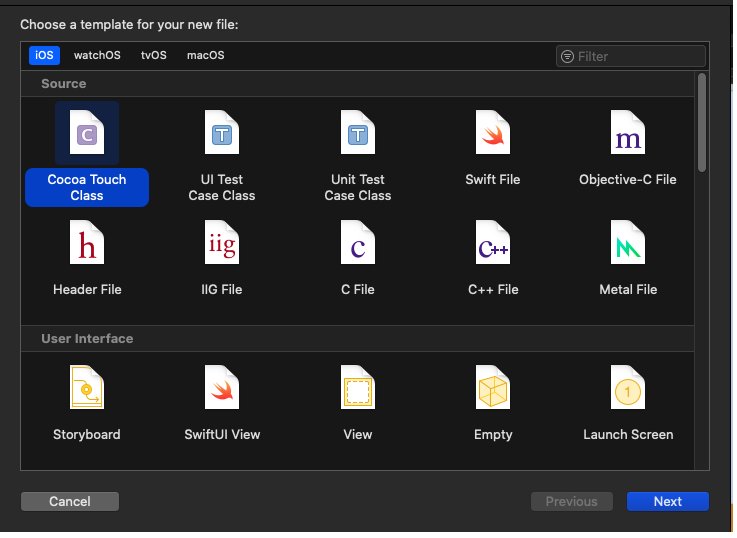 Choose a template for your new file:
iOS watchOS tvOS macOS Filter
Source
C T T m
Cocoa Touch
Class
UI Test
Case Class
Unit Test
Case Class
Swift File
Objective-C File
h iig c C++
Header File
IIG File
C File
C++ File
Metal File
User Interface
1
Storyboard
SwiftUI View
View
Empty
Launch Screen
Cancel Previous Next